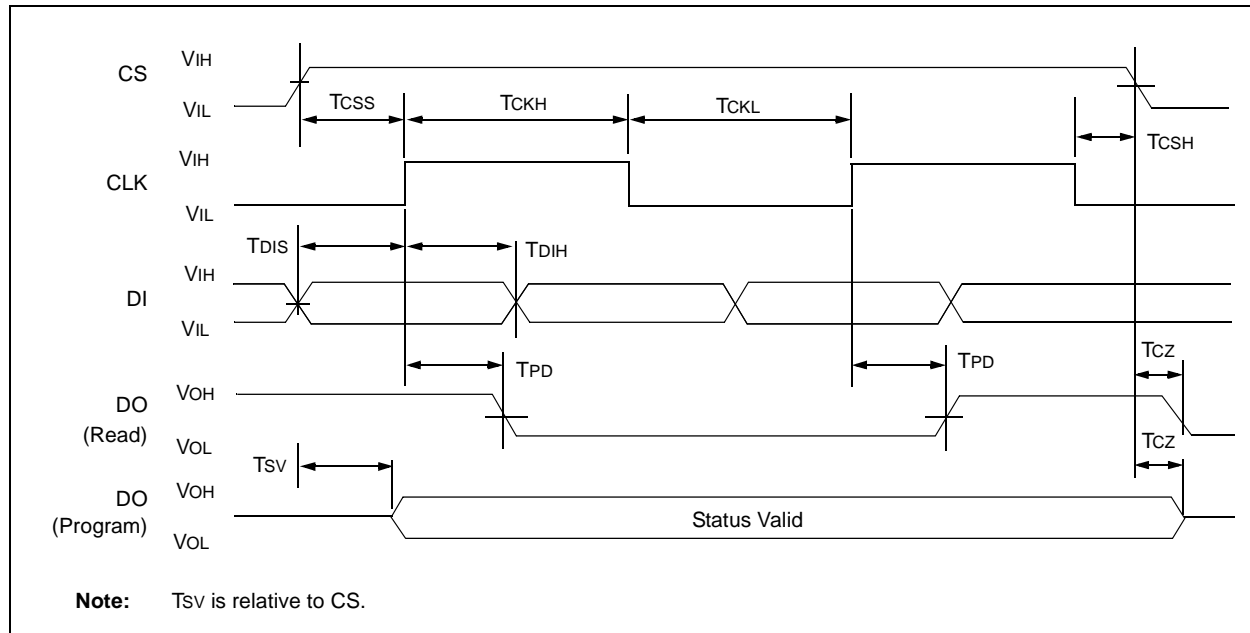 CS
VIH
VIL
TCSS
TCKH
TCKL
TCSH
CLK
VIH
VIL
TDIS
TDIH
DI
VIH
VIL
TPD
TPD
TCZ
DO
(Read)
VOH
VOL
TSV
TCZ
DO
(Program)
VOH
VOL
Status Valid
Note: TSV is relative to CS.